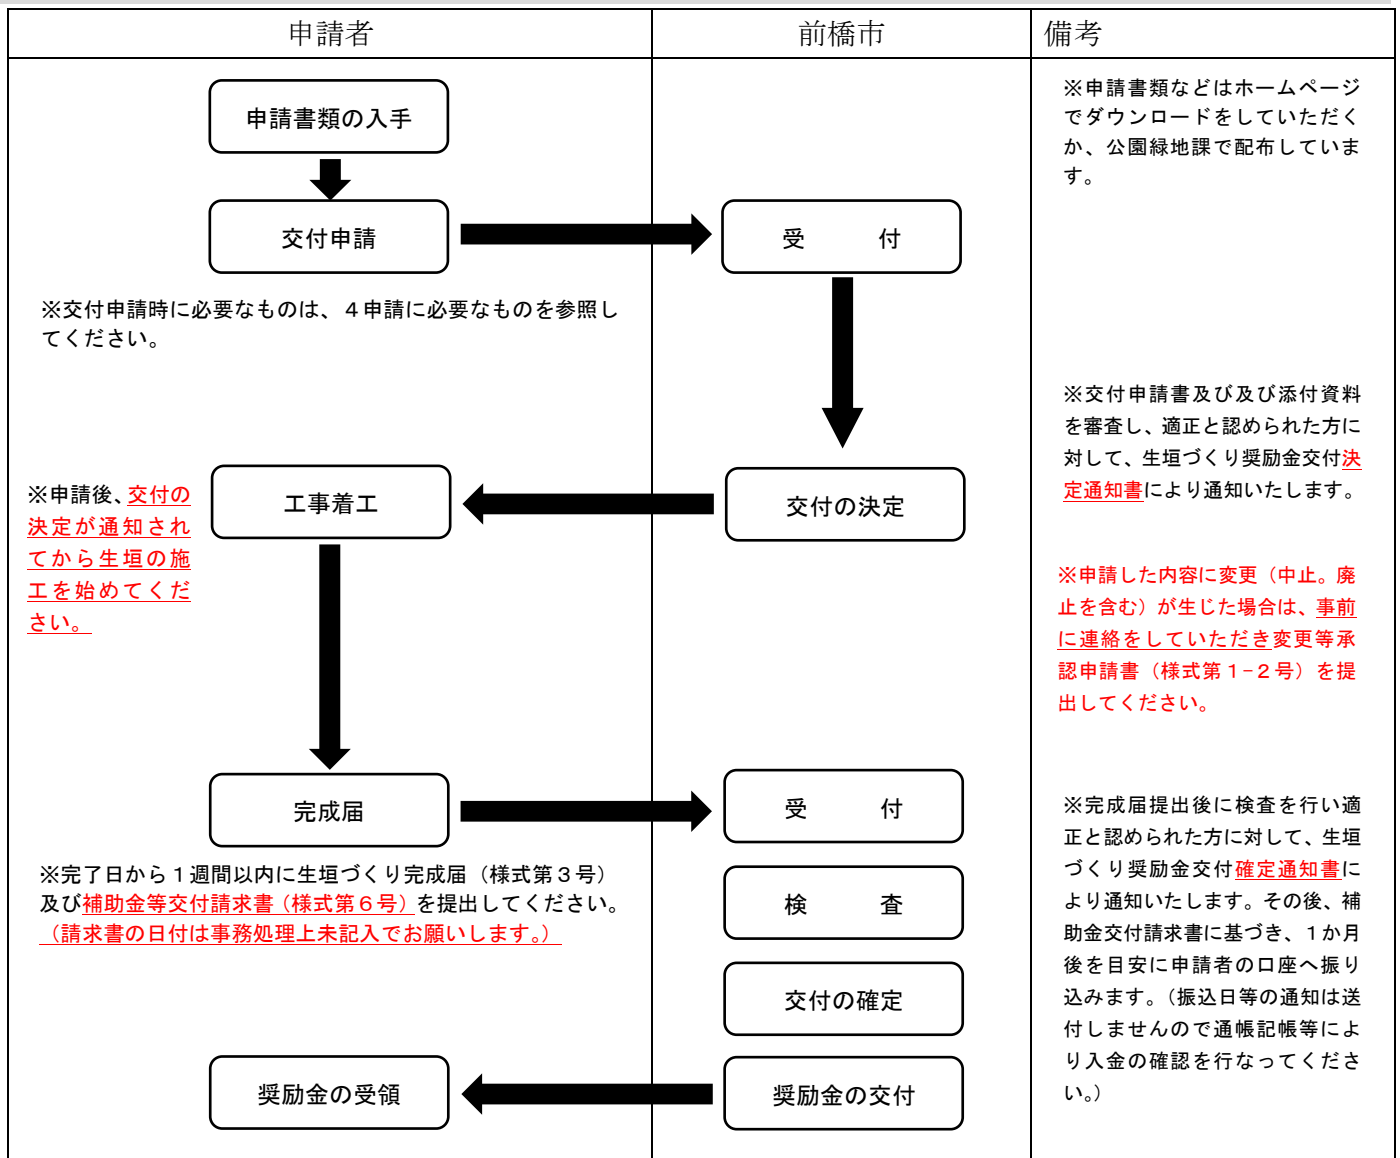 申請者
前橋市
備考
申請書類の入手
※申請書類などはホームページ
でダウンロードをしていただく
か、公園緑地課で配布していま
す。
交付申請
受　付
※交付申請時に必要なものは、４申請に必要なものを参照し
てください。
※交付申請書及び及び添付資料
を審査し、適正と認められた方に
対して、生垣づくり奨励金交付決
定通知書により通知いたします。
※申請後、交付の
決定が通知され
てから生垣の施
工を始めてくだ
さい。
工事着工
交付の決定
※申請した内容に変更（中止。廃
止を含む）が生じた場合は、事前
に連絡をしていただき変更等承
認申請書（様式第１−２号）を提
出してください。
完成届
受　付
※完了日から１週間以内に生垣づくり完成届（様式第３号）
及び補助金等交付請求書（様式第６号）を提出してください。
（請求書の日付は事務処理上未記入でお願いします。）
検　査
交付の確定
※完成届提出後に検査を行い適
正と認められた方に対して、生垣
づくり奨励金交付確定通知書に
より通知いたします。その後、補
助金交付請求書に基づき、１か月
後を目安に申請者の口座へ振り
込みます。（振込日等の通知は送
付しませんので通帳記帳等によ
り入金の確認を行なってくださ
い。）
奨励金の受領
奨励金の交付